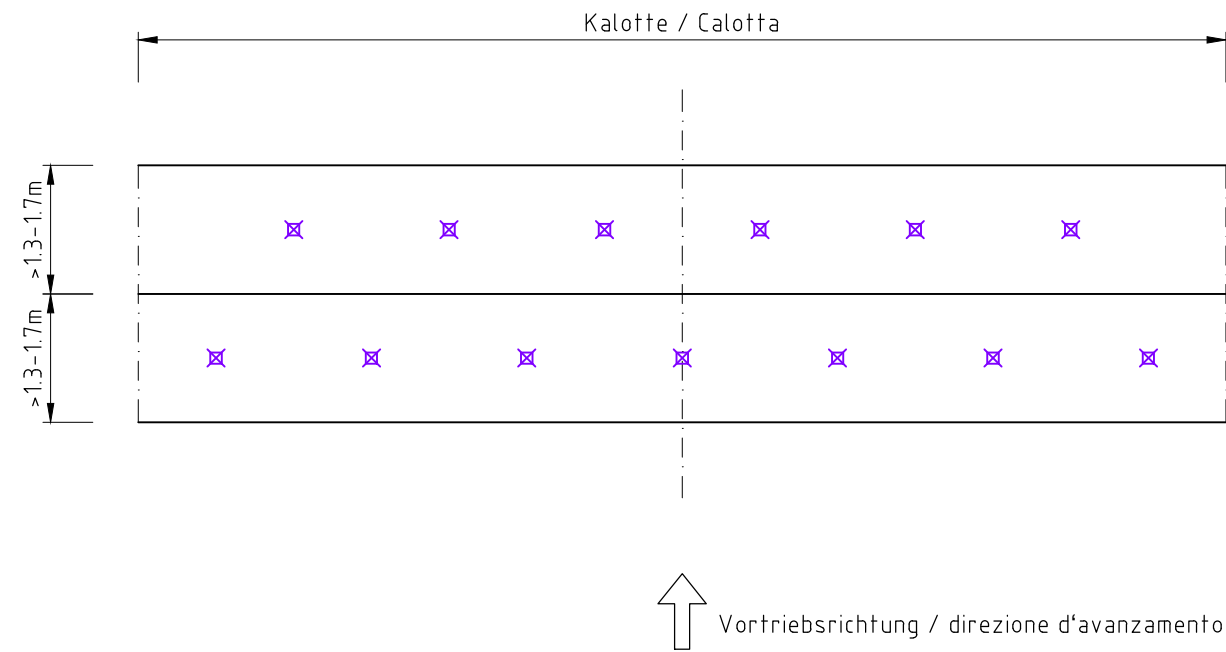 Kalotte / Calotta
>1.3-1.7m
>1.3-1.7m
Vortriebsrichtung / direzione d'avanzamento